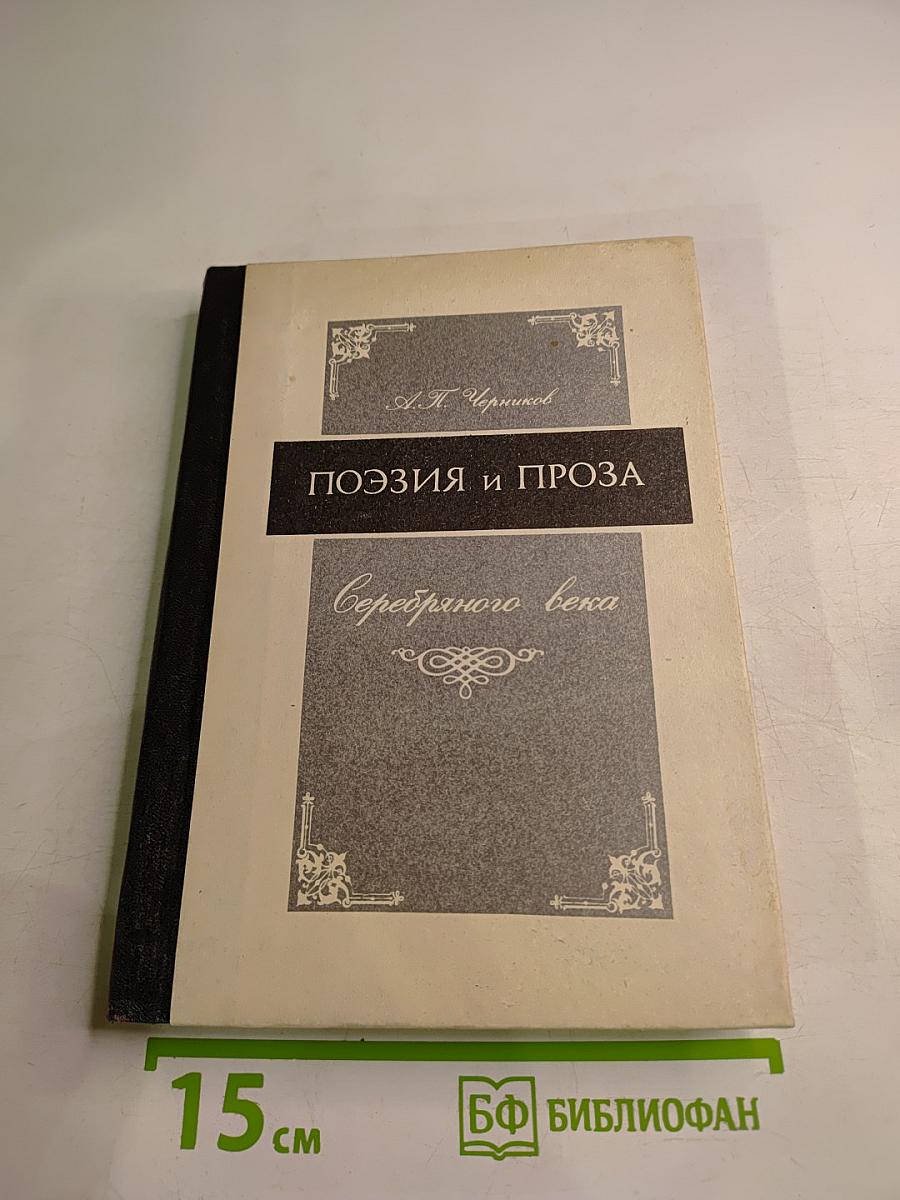 А.П. Черников
ПОЭЗИЯ и ПРОЗА
Серебряного века
15 см
БФ БИБЛИОФАН